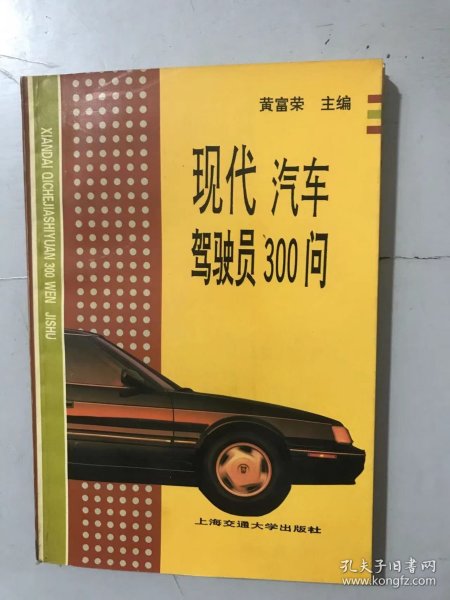 黄富荣 主编
现代 汽车
驾驶员 300 问
XIANDAI QICHEJIASHIYUAN 300 WEN JISHU
上海交通大学出版社
孔夫子旧书网
www.kongfz.com